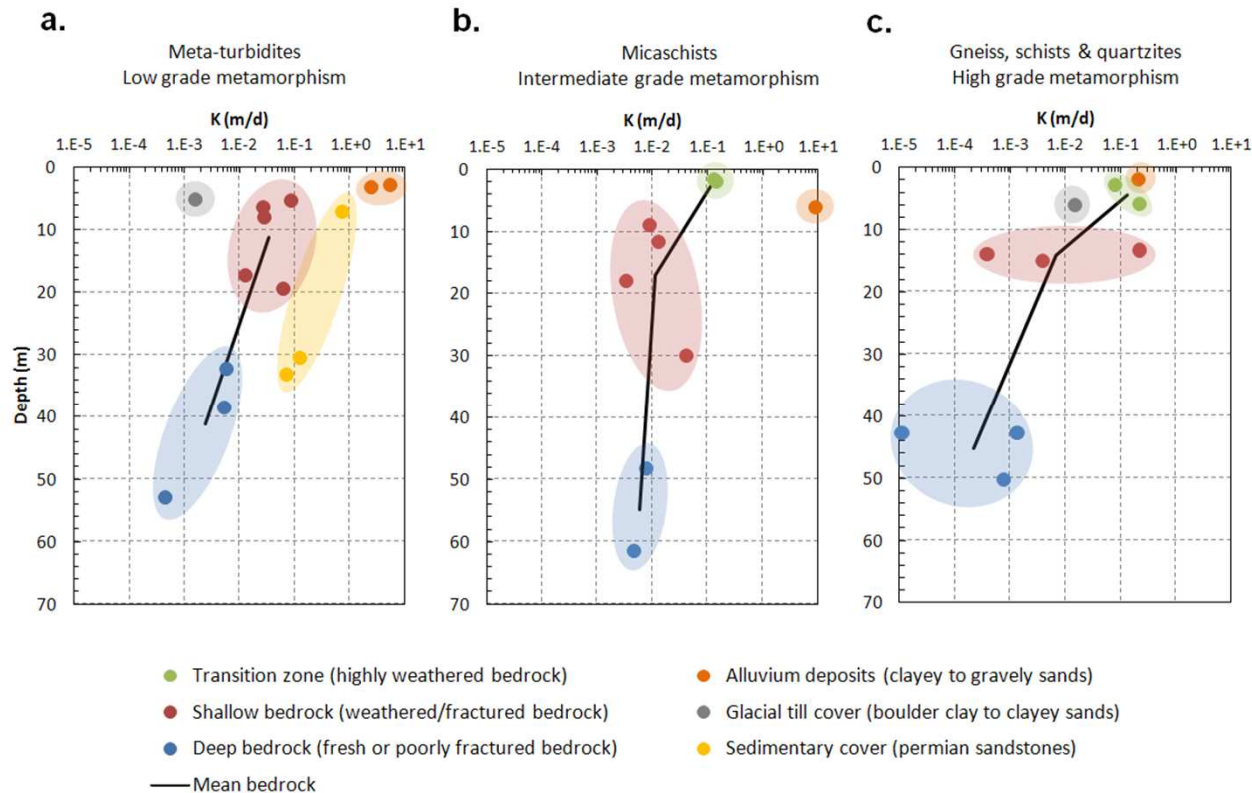 a.
Meta-turbidites
Low grade metamorphism
K (m/d)
1.E-5 1.E-4 1.E-3 1.E-2 1.E-1 1.E+0 1.E+1
0
10
20
30
40
50
60
70
Depth (m)
b.
Micaschists
Intermediate grade metamorphism
K (m/d)
1.E-5 1.E-4 1.E-3 1.E-2 1.E-1 1.E+0 1.E+1
0
10
20
30
40
50
60
70
c.
Gneiss, schists & quartzites
High grade metamorphism
K (m/d)
1.E-5 1.E-4 1.E-3 1.E-2 1.E-1 1.E+0 1.E+1
0
10
20
30
40
50
60
70
Transition zone (highly weathered bedrock)
Shallow bedrock (weathered/fractured bedrock)
Deep bedrock (fresh or poorly fractured bedrock)
Mean bedrock
Alluvium deposits (clayey to gravely sands)
Glacial till cover (boulder clay to clayey sands)
Sedimentary cover (permian sandstones)